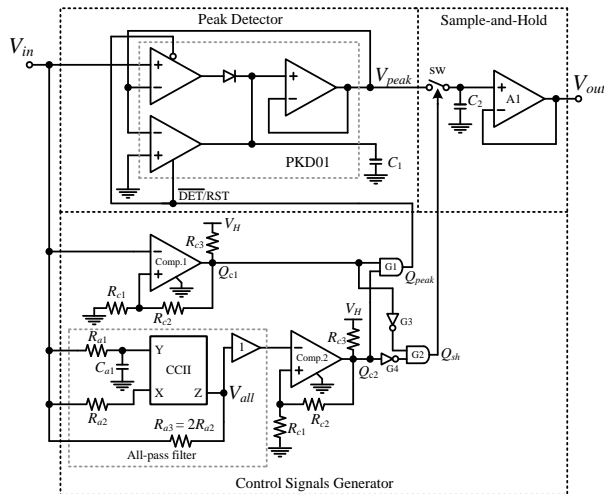 Peak Detector
Sample-and-Hold
V_in
V_peak
SW
V_out
C_2
A1
C_1
PKD01
D̅E̅T̅/RST
V_H
R_c3
Comp.1
Q_c1
G1
Q_peak
R_c1
R_c2
V_H
G3
R_a1
Y
CCII
C_a1
X
Z
1
R_c3
Comp.2
G2
Q_sh
G4
Q_c2
V_all
R_a2
R_c2
R_c1
R_a3 = 2R_a2
All-pass filter
Control Signals Generator